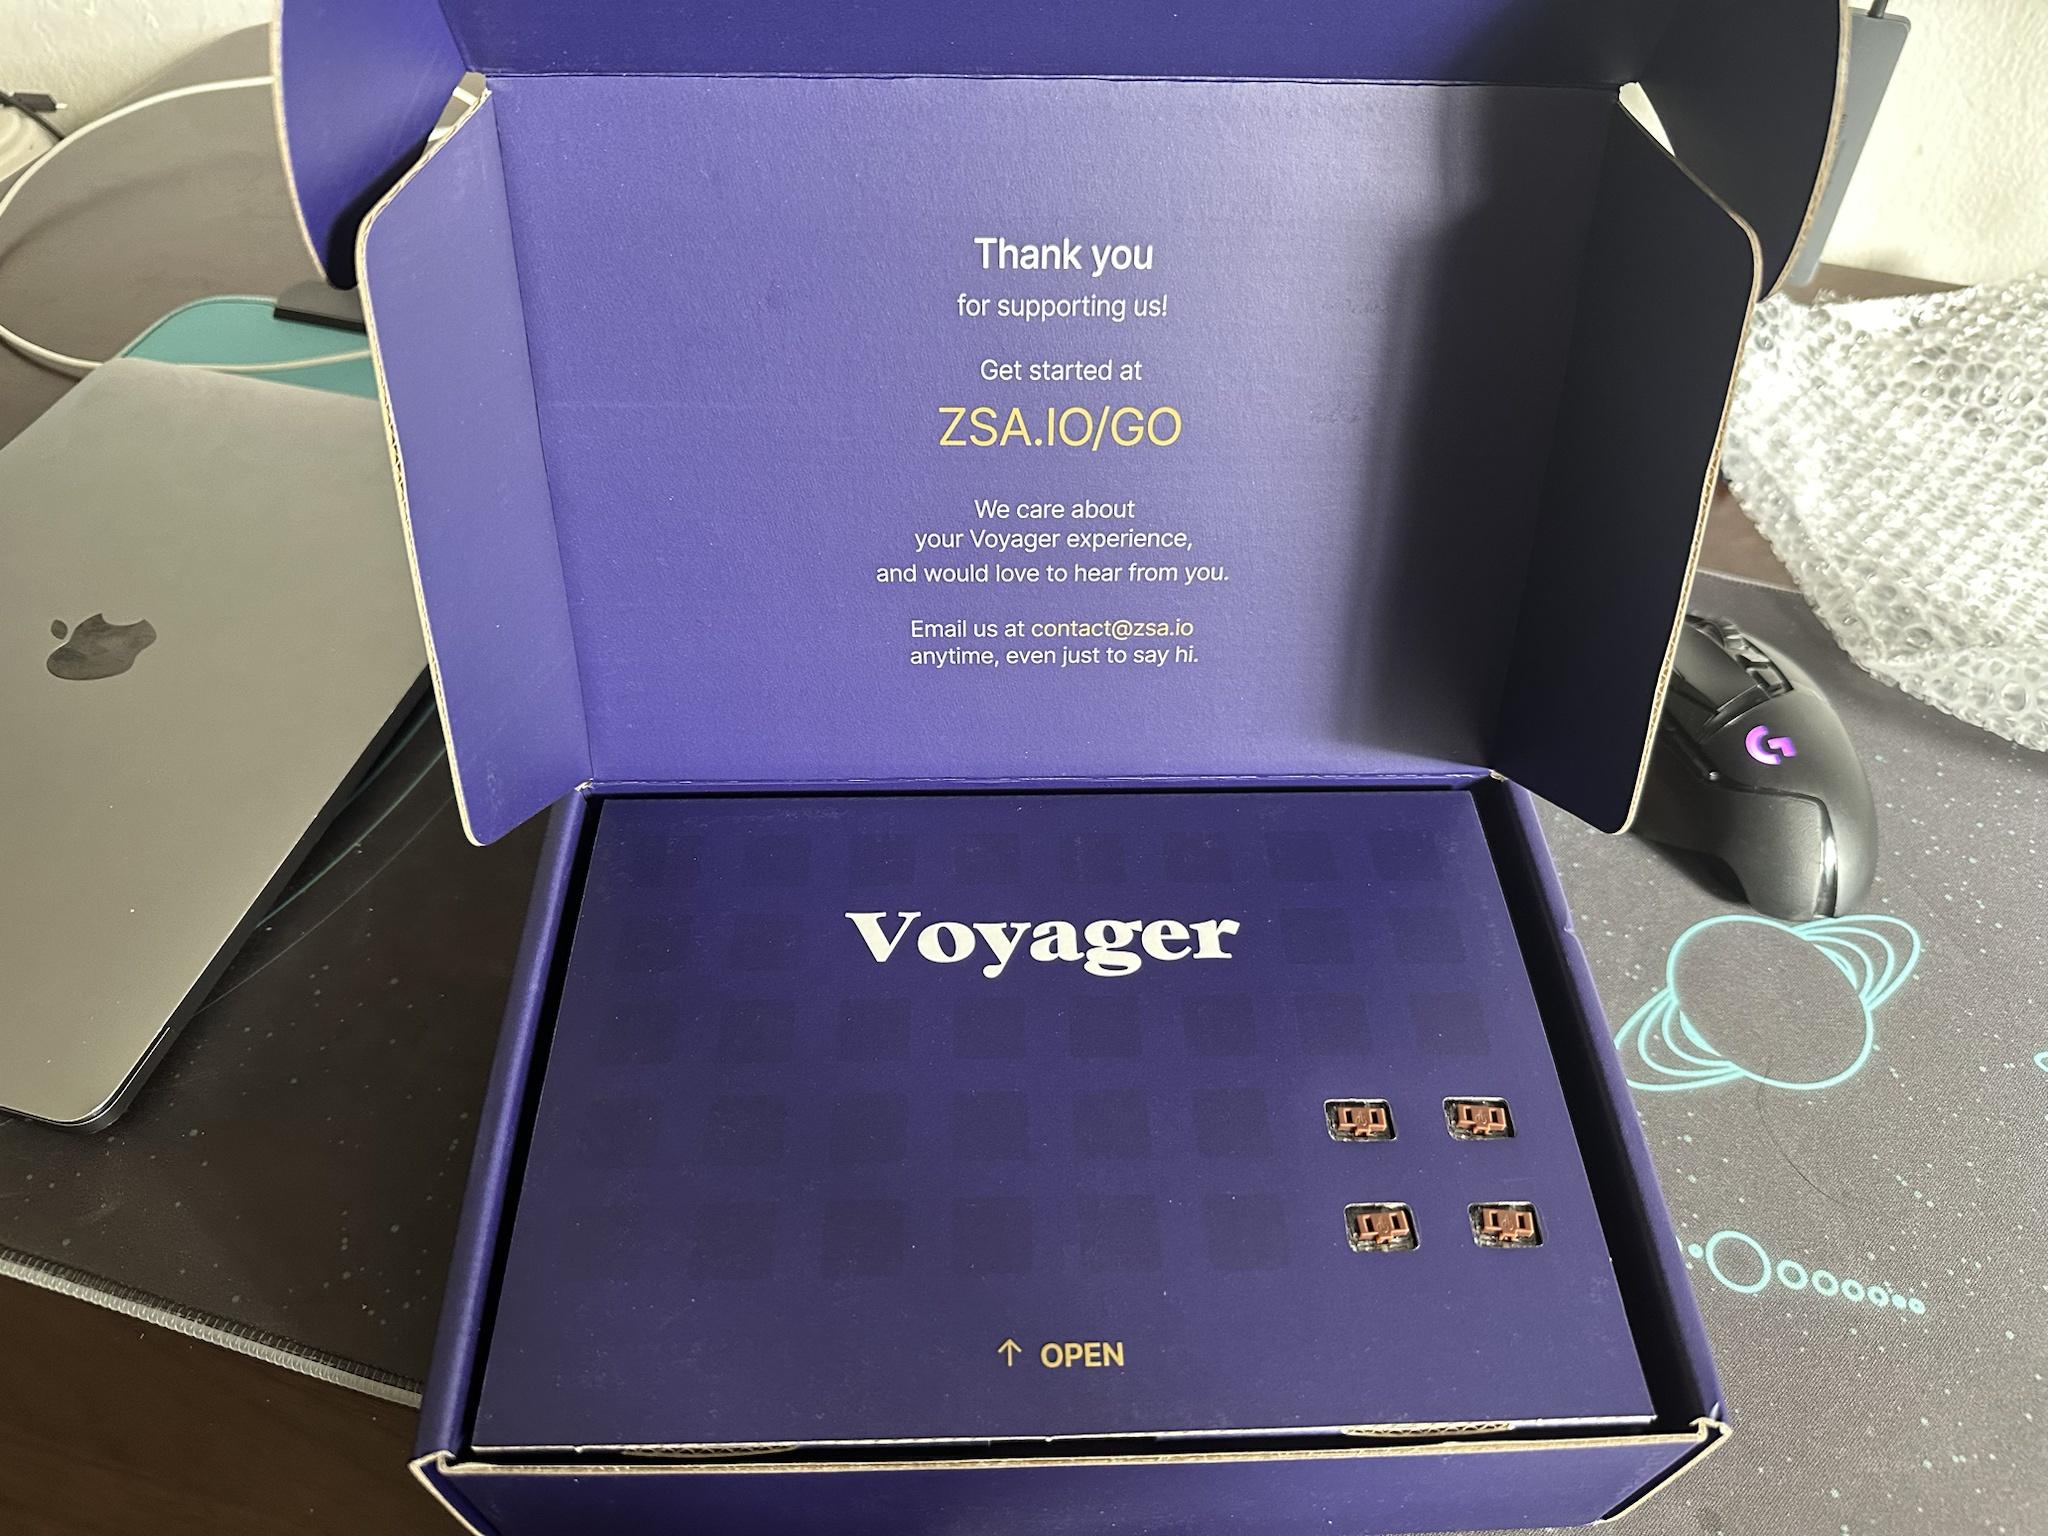 Thank you
for supporting us!
Get started at
ZSA.IO/GO
We care about
your Voyager experience,
and would love to hear from you.
Email us at contact@zsa.io
anytime, even just to say hi.
Voyager
↑ OPEN